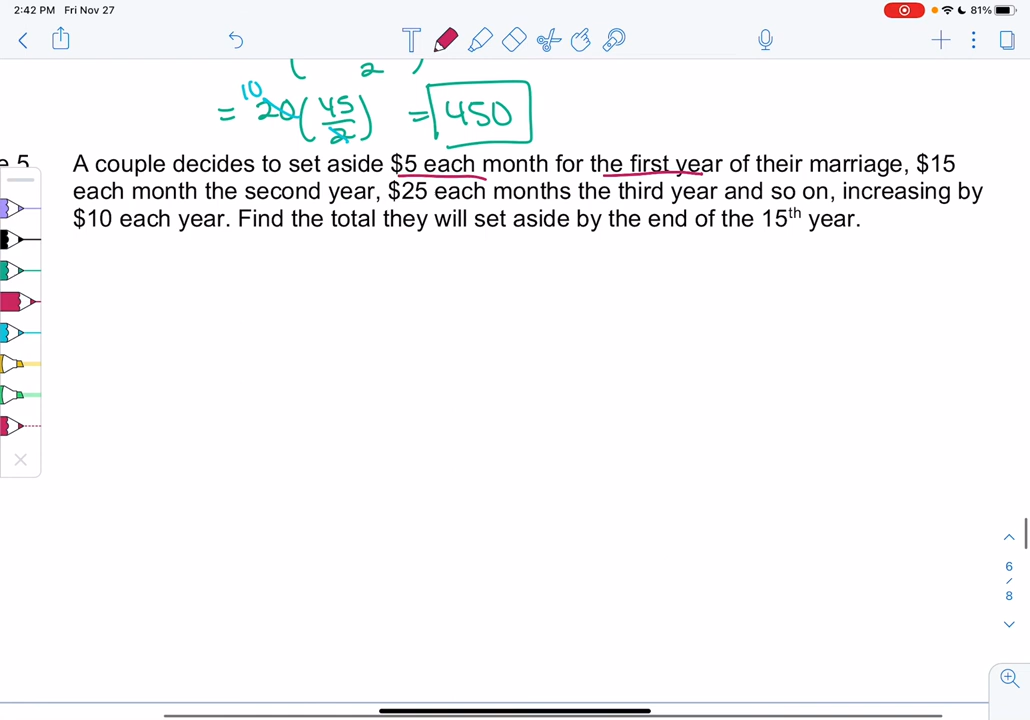 2:42 PM Fri Nov 27
81%
T
2
= 10 20(45/2) = 450
e 5 A couple decides to set aside $5 each month for the first year of their marriage, $15
each month the second year, $25 each months the third year and so on, increasing by
$10 each year. Find the total they will set aside by the end of the 15th year.
6
/
8